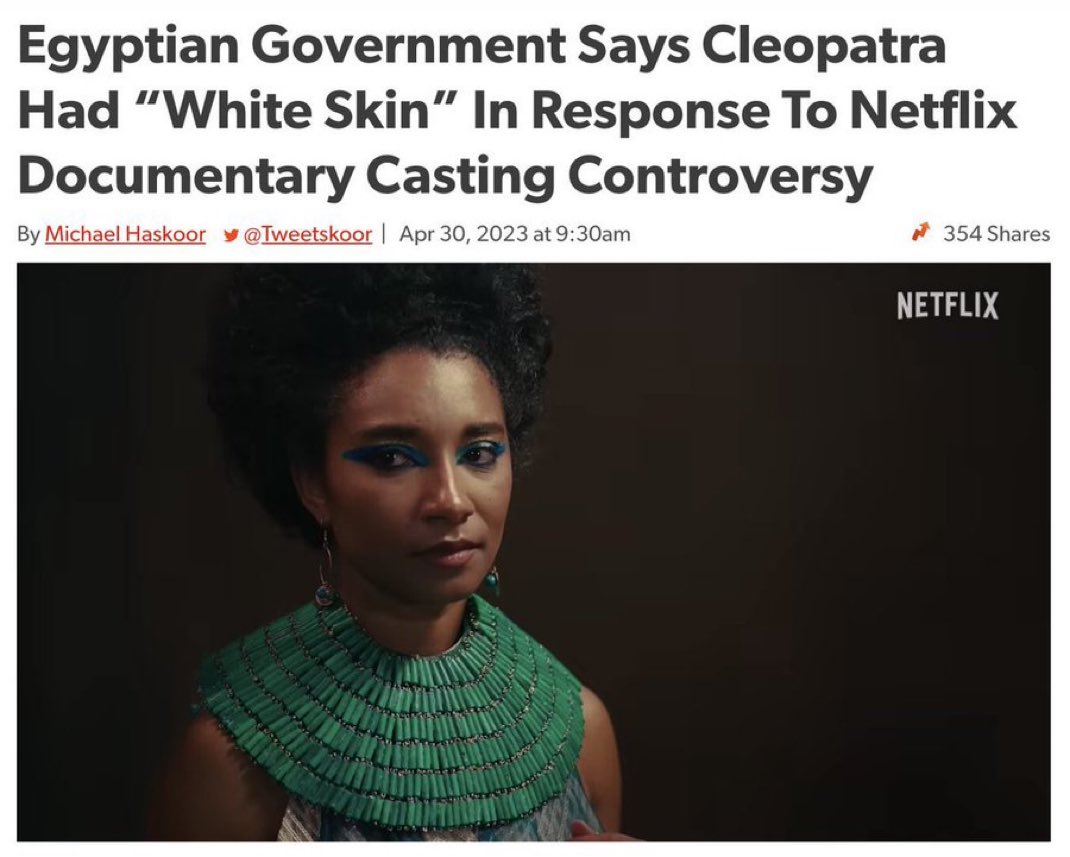 Egyptian Government Says Cleopatra
Had “White Skin” In Response To Netflix
Documentary Casting Controversy
By Michael Haskoor @Tweetskoor | Apr 30, 2023 at 9:30am 354 Shares
NETFLIX